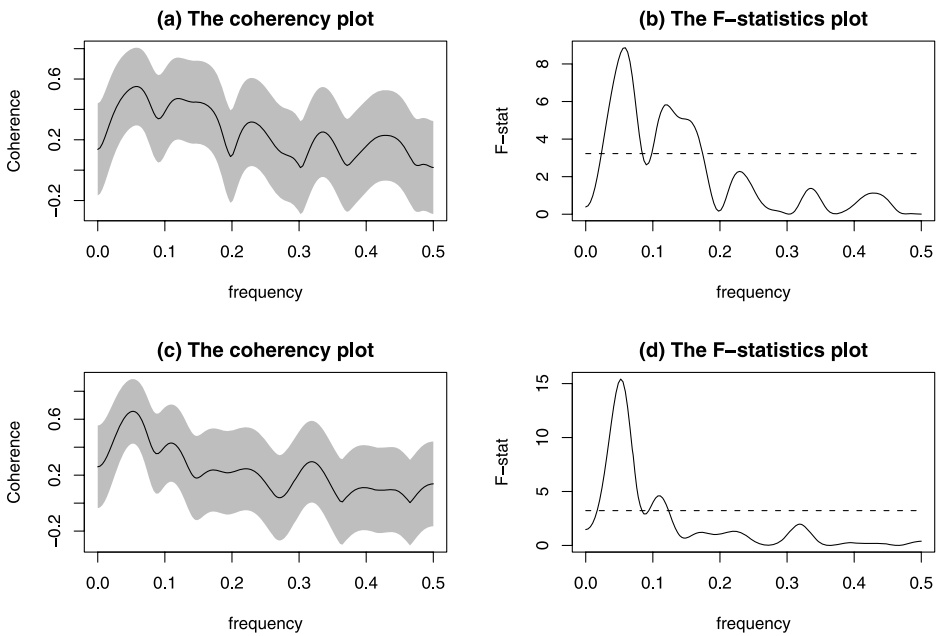 (a) The coherency plot
Coherence
−0.2 0.2 0.6
0.0 0.1 0.2 0.3 0.4 0.5
frequency
(b) The F−statistics plot
F−stat
0 2 4 6 8
0.0 0.1 0.2 0.3 0.4 0.5
frequency
(c) The coherency plot
Coherence
−0.2 0.2 0.6
0.0 0.1 0.2 0.3 0.4 0.5
frequency
(d) The F−statistics plot
F−stat
0 5 10 15
0.0 0.1 0.2 0.3 0.4 0.5
frequency